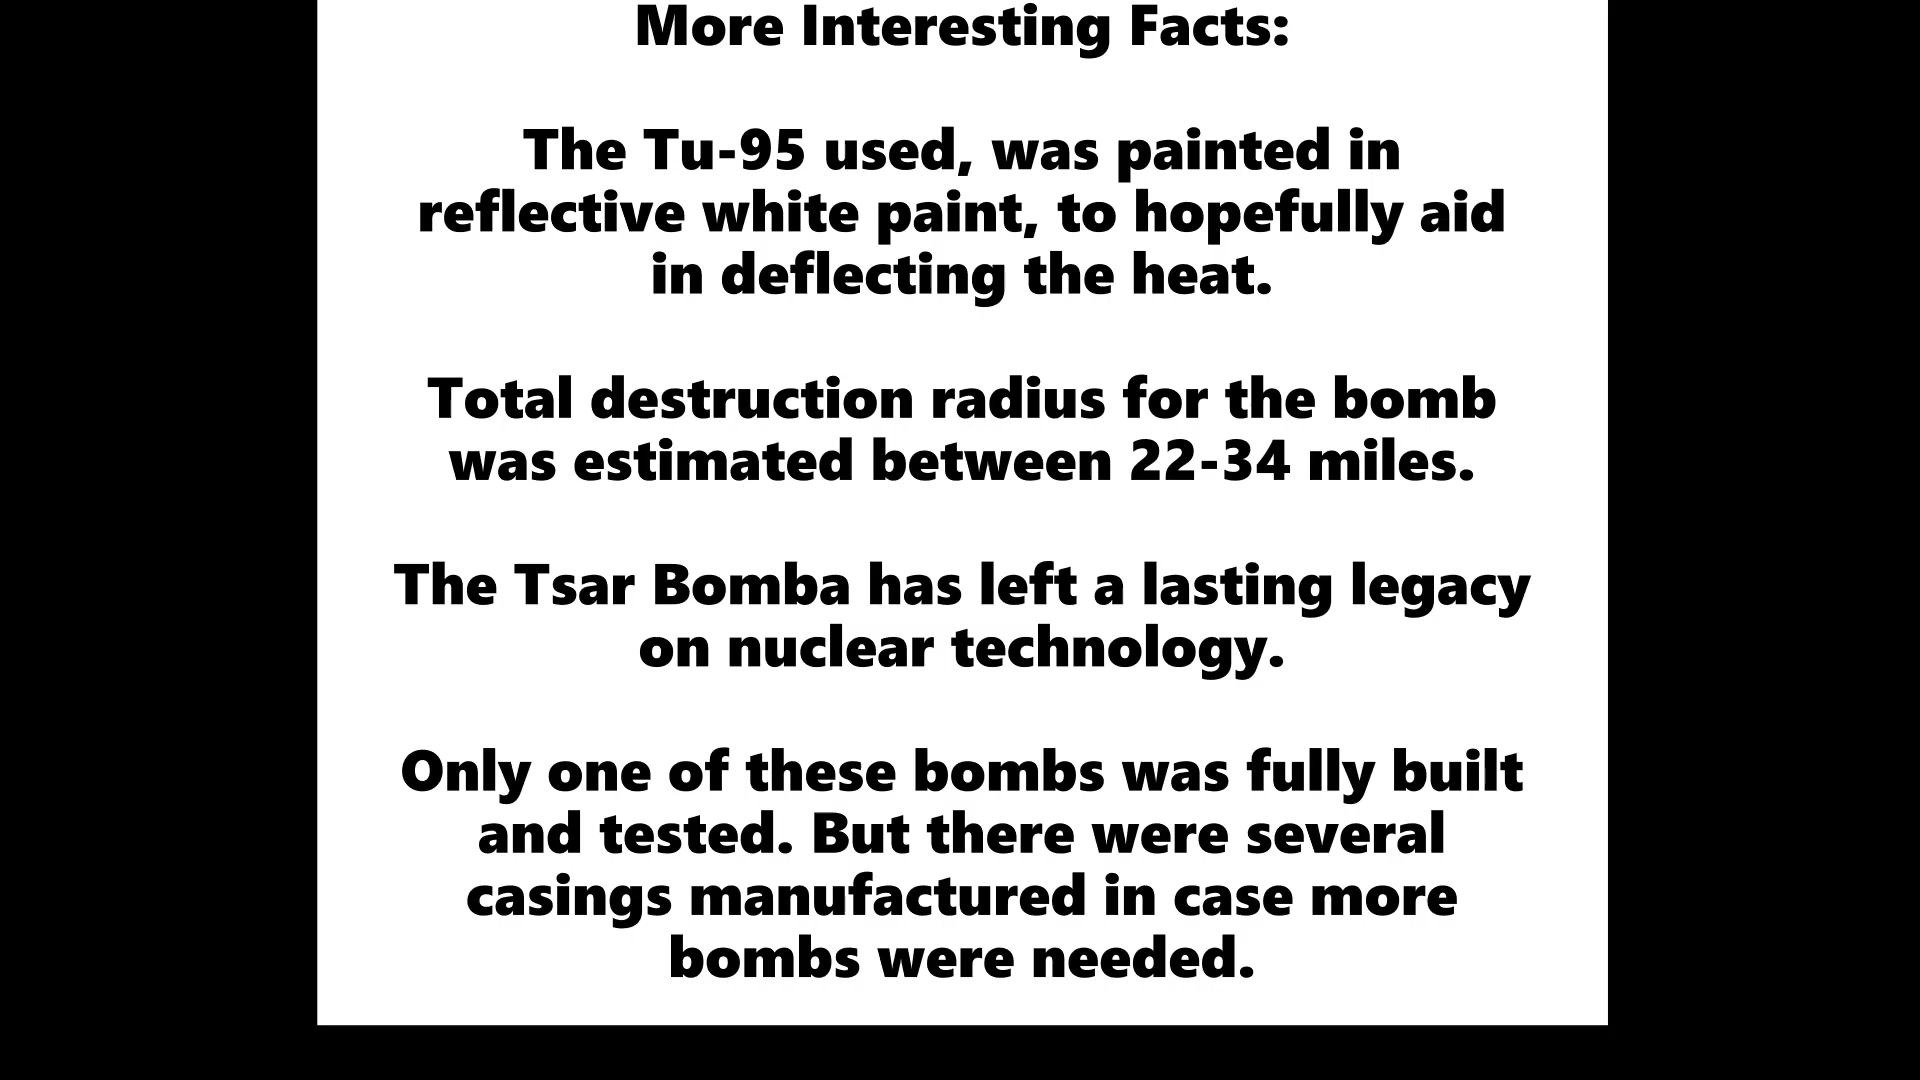 More Interesting Facts:
The Tu-95 used, was painted in
reflective white paint, to hopefully aid
in deflecting the heat.
Total destruction radius for the bomb
was estimated between 22-34 miles.
The Tsar Bomba has left a lasting legacy
on nuclear technology.
Only one of these bombs was fully built
and tested. But there were several
casings manufactured in case more
bombs were needed.